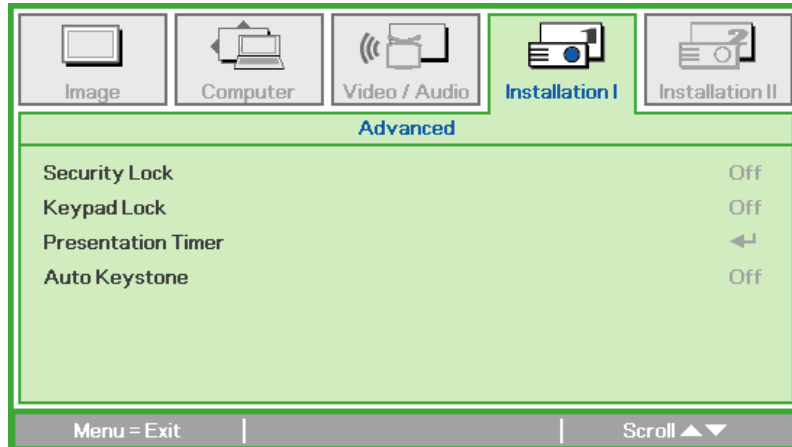 Image Computer Video / Audio Installation I Installation II
Advanced
Security Lock Off
Keypad Lock Off
Presentation Timer
Auto Keystone Off
Menu = Exit Scroll ▲▼